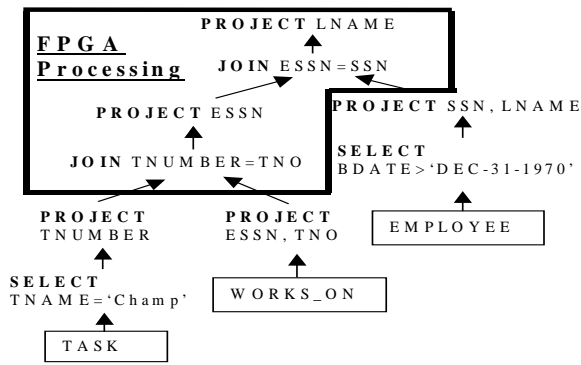 PROJECT LNAME
FPGA
Processing
JOIN ESSN=SSN
PROJECT ESSN
PROJECT SSN, LNAME
JOIN TNUMBER=TNO
SELECT
BDATE>‘DEC-31-1970’
PROJECT
TNUMBER
PROJECT
ESSN, TNO
EMPLOYEE
SELECT
TNAME=‘Champ’
WORKS_ON
TASK